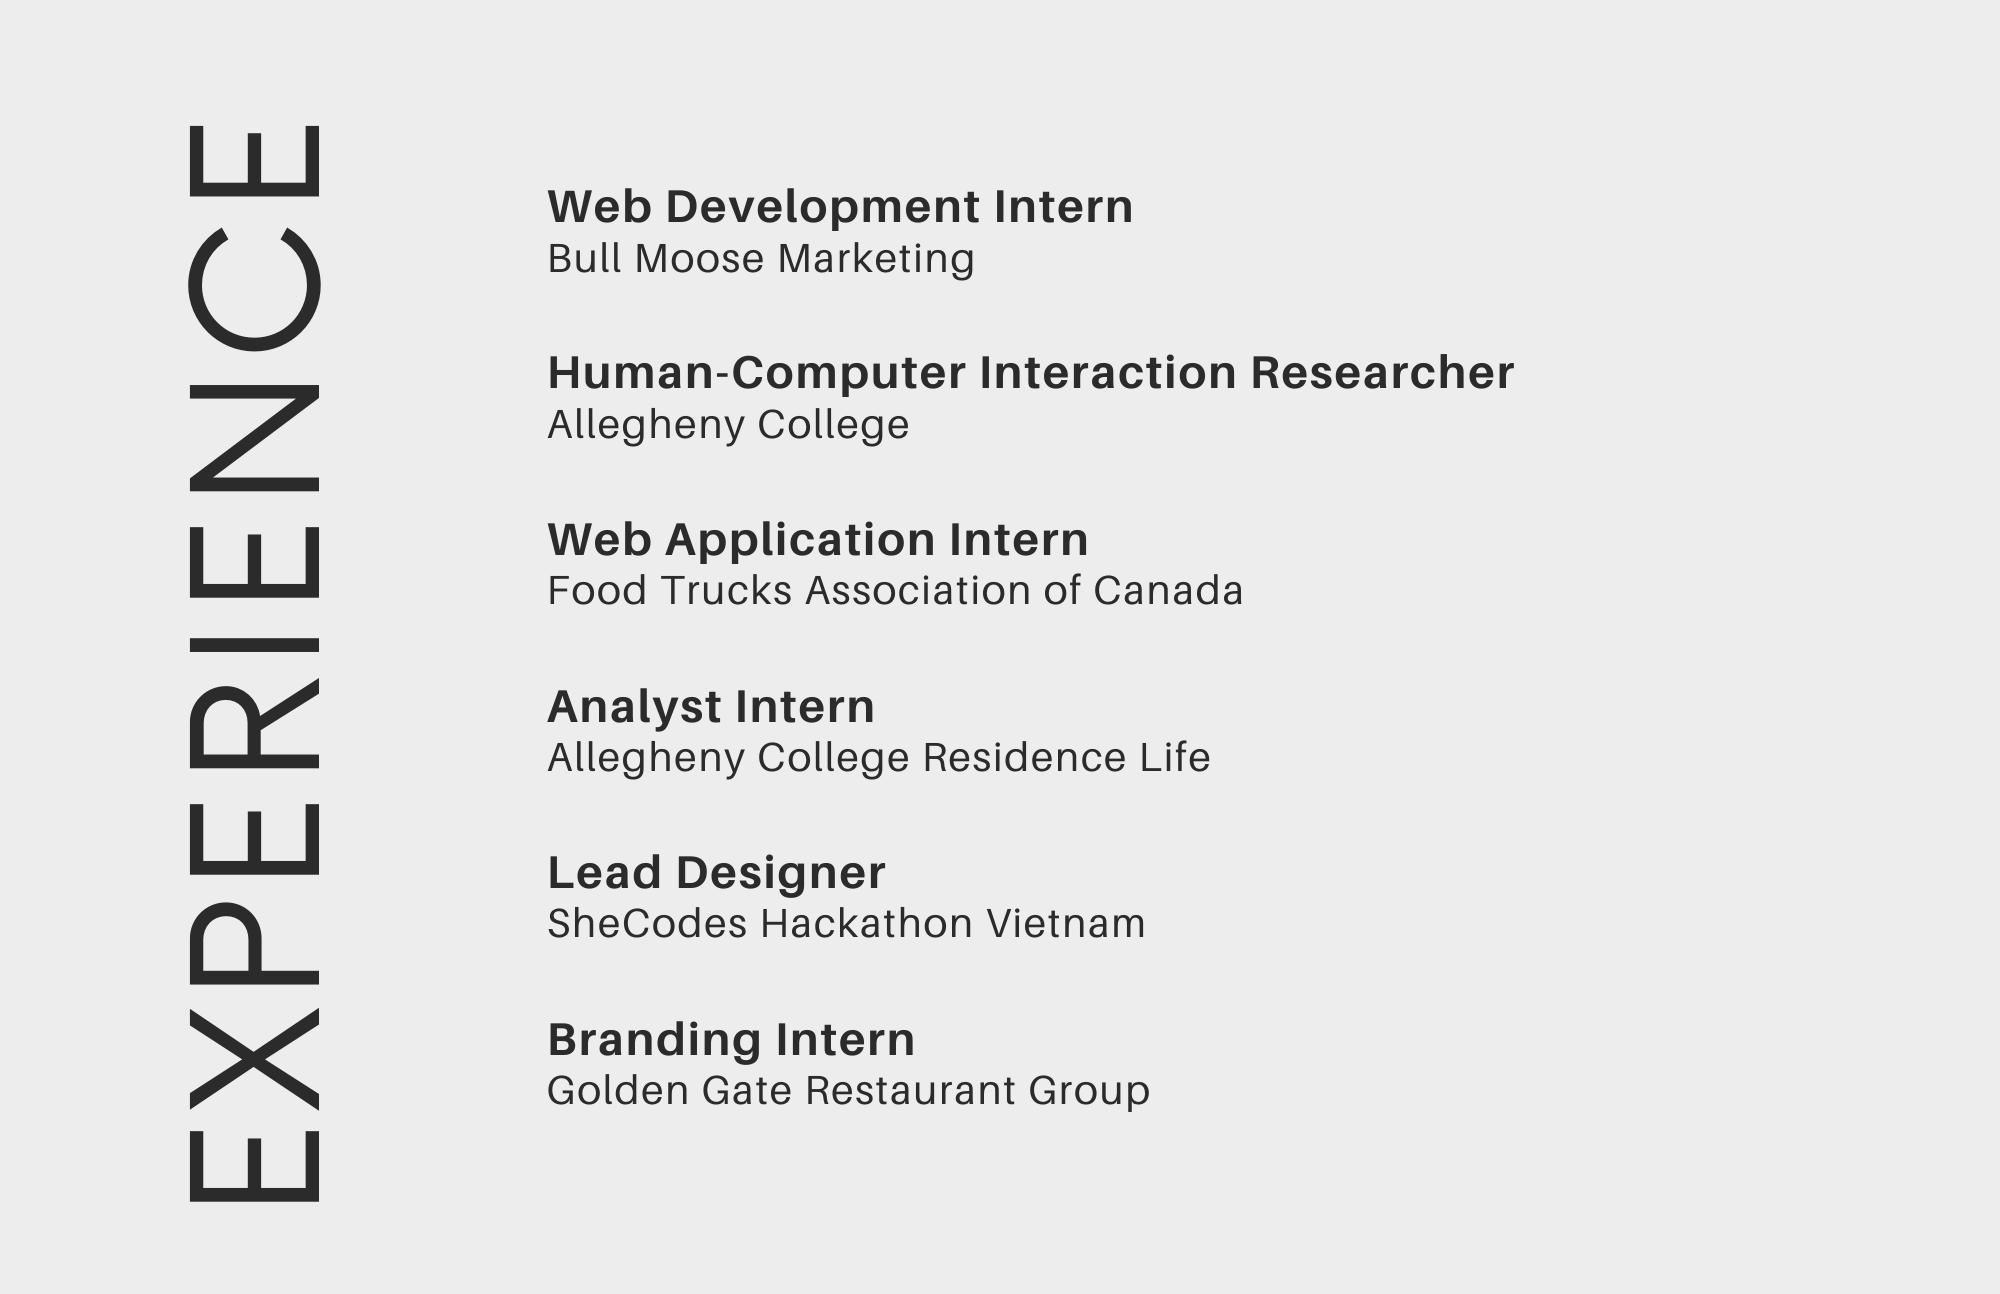 EXPERIENCE
Web Development Intern
Bull Moose Marketing
Human-Computer Interaction Researcher
Allegheny College
Web Application Intern
Food Trucks Association of Canada
Analyst Intern
Allegheny College Residence Life
Lead Designer
SheCodes Hackathon Vietnam
Branding Intern
Golden Gate Restaurant Group